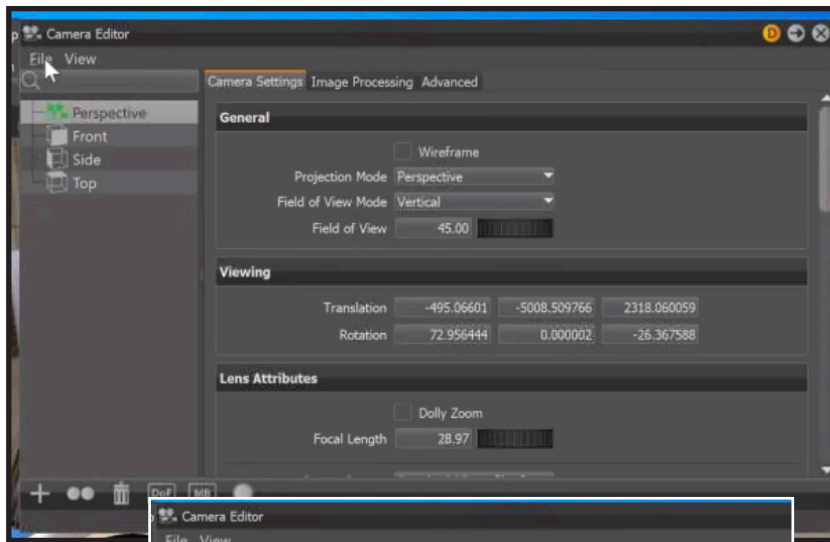 Camera Editor
D
File View
Camera Settings Image Processing Advanced
Perspective
Front
Side
Top
General
Wireframe
Projection Mode Perspective
Field of View Mode Vertical
Field of View 45.00
Viewing
Translation -495.06601 -5008.509766 2318.060059
Rotation 72.956444 0.000002 -26.367588
Lens Attributes
Dolly Zoom
Focal Length 28.97
DoF MB
Camera Editor
File View